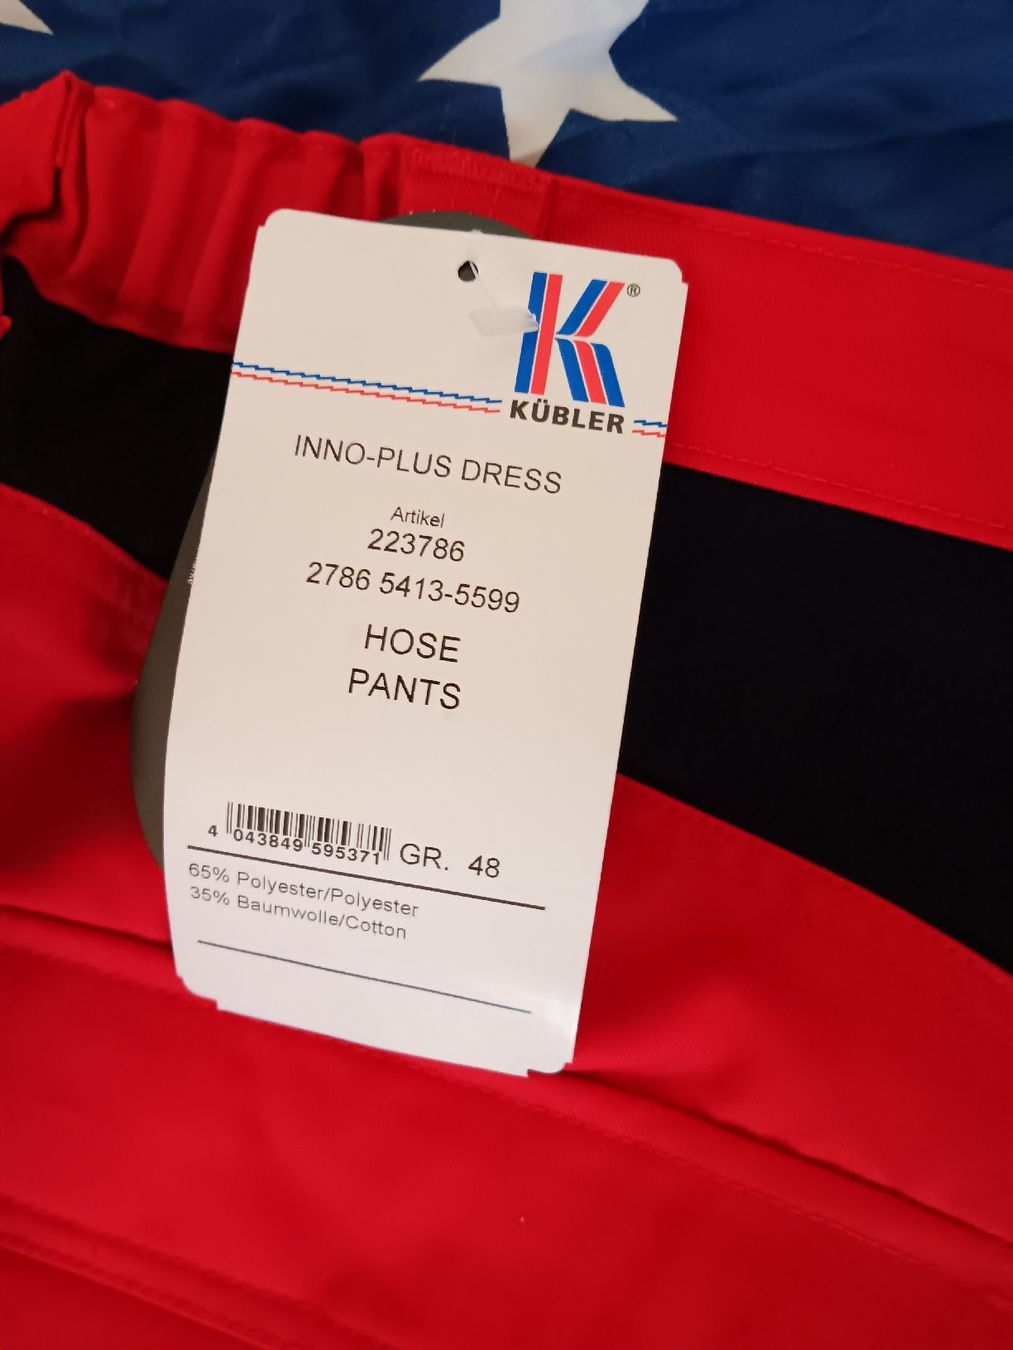 ®
KÜBLER
INNO-PLUS DRESS
Artikel
223786
2786 5413-5599
HOSE
PANTS
4 043849 595371 GR. 48
65% Polyester/Polyester
35% Baumwolle/Cotton